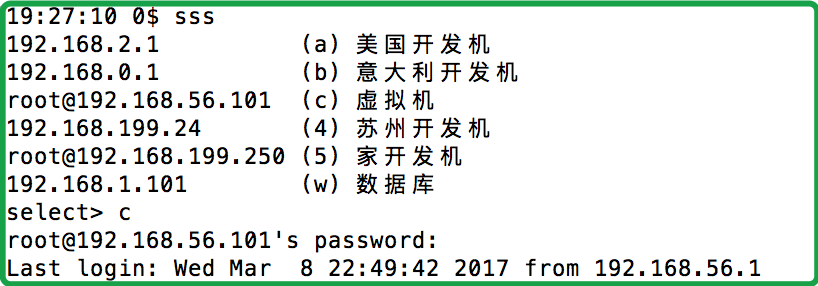 19:27:10 0$ sss
192.168.2.1 (a) 美国开发机
192.168.0.1 (b) 意大利开发机
root@192.168.56.101 (c) 虚拟机
192.168.199.24 (4) 苏州开发机
root@192.168.199.250 (5) 家开发机
192.168.1.101 (w) 数据库
select> c
root@192.168.56.101's password:
Last login: Wed Mar  8 22:49:42 2017 from 192.168.56.1